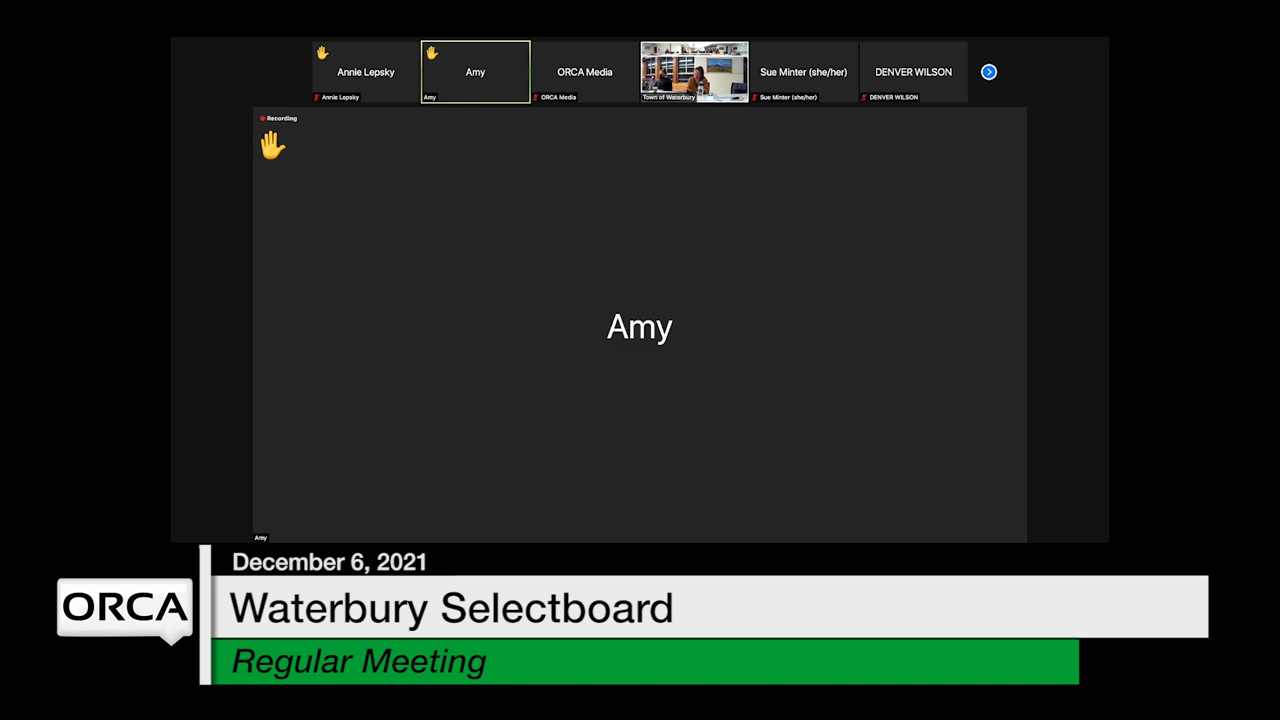 Annie Lepsky
Amy
ORCA Media
Sue Minter (she/her)
DENVER WILSON
Annie Lepsky
Amy
ORCA Media
Town of Waterbury
Sue Minter (she/her)
DENVER WILSON
Recording
Amy
Amy
December 6, 2021
ORCA
Waterbury Selectboard
Regular Meeting